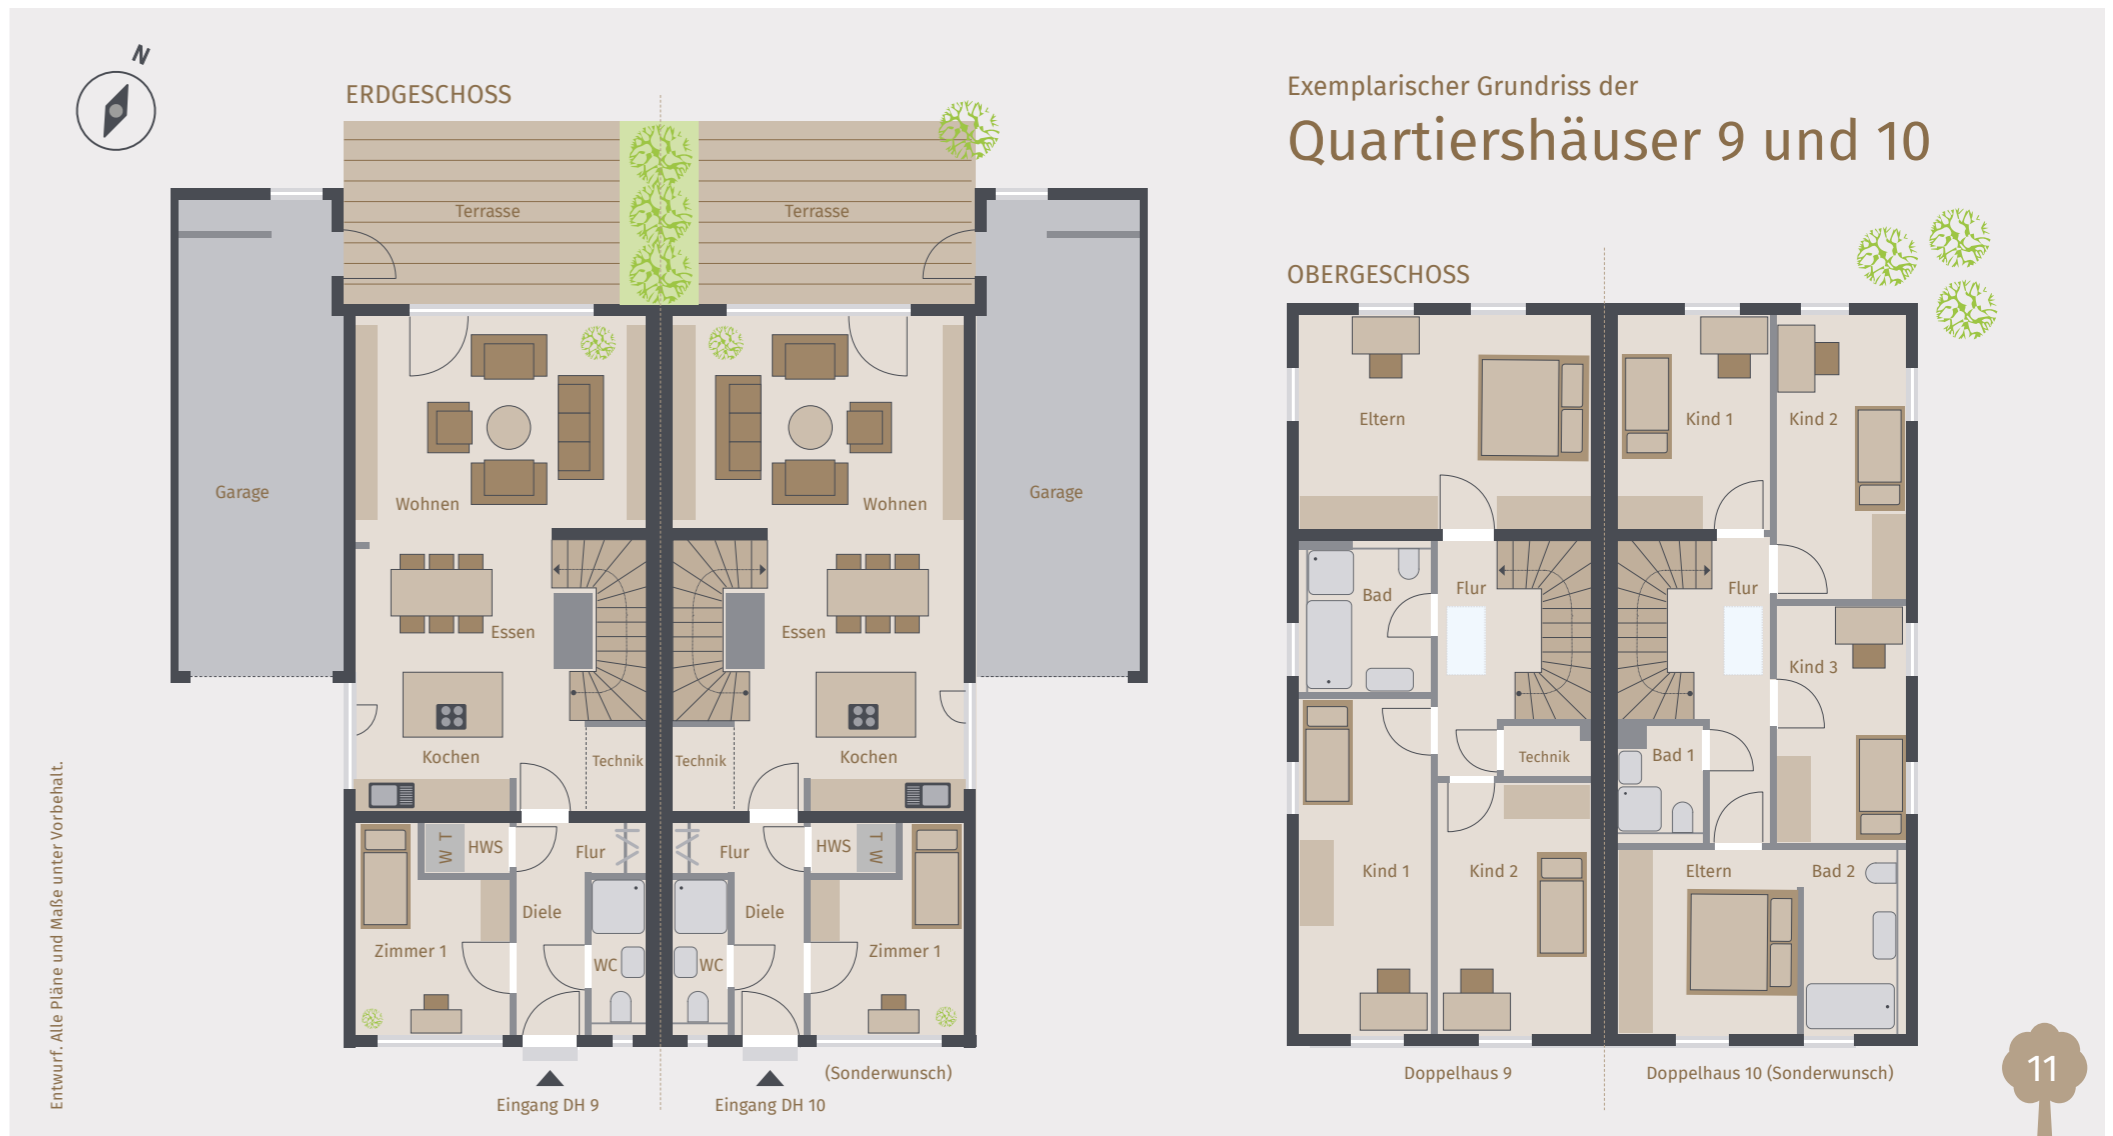 N
ERDGESCHOSS
Exemplarischer Grundriss der
Quartiershäuser 9 und 10
Terrasse
Terrasse
OBERGESCHOSS
Garage
Wohnen
Wohnen
Garage
Essen
Essen
Kochen
Technik
Technik
Kochen
T W
HWS
Flur
Flur
HWS
T W
Diele
Diele
Zimmer 1
WC
WC
Zimmer 1
(Sonderwunsch)
Eingang DH 9
Eingang DH 10
Eltern
Kind 1
Kind 2
Bad
Flur
Flur
Kind 3
Technik
Bad 1
Kind 1
Kind 2
Eltern
Bad 2
Doppelhaus 9
Doppelhaus 10 (Sonderwunsch)
Entwurf. Alle Pläne und Maße unter Vorbehalt.
11